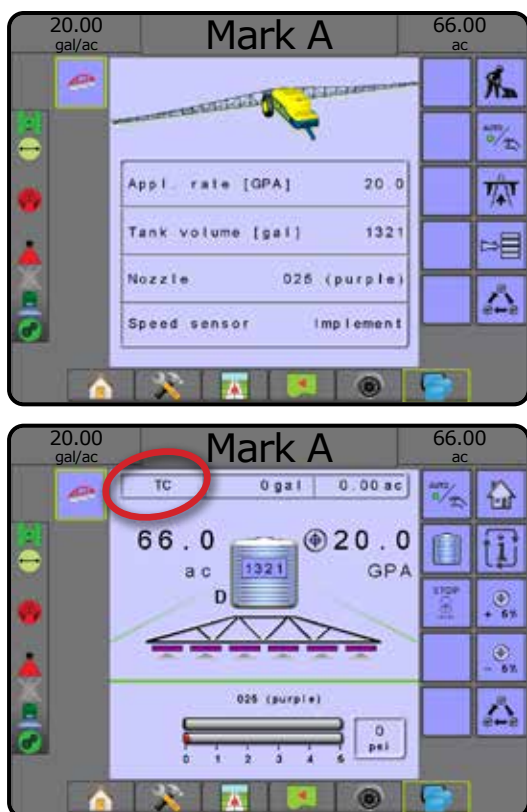 20.00 Mark A 66.00
gal/ac ac
AUTO
Appl. rate [GPA] 20.0
Tank volume [gal] 1321
Nozzle 025 (purple)
Speed sensor Implement
20.00 Mark A 66.00
gal/ac ac
TC 0 gal 0.00 ac
AUTO
66.0 20.0
ac 1321 GPA
D
STOP
+ 5%
- 5%
025 (purple)
0
psi
0 1 2 3 4 5